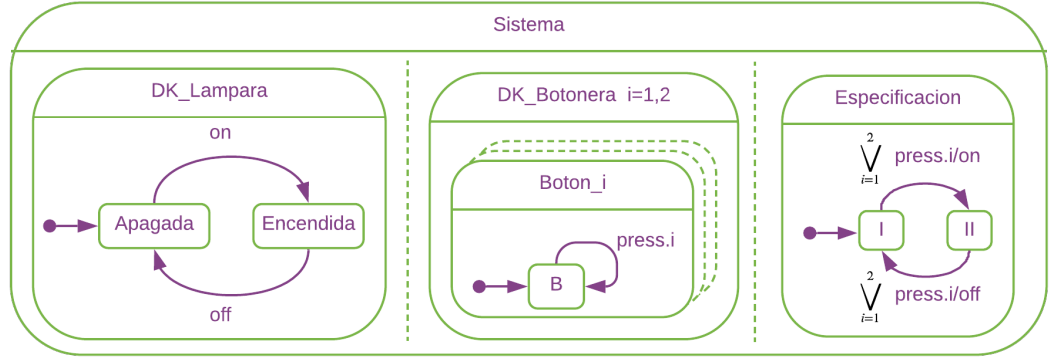 Sistema
DK_Lampara
on
Apagada
Encendida
off
DK_Botonera i=1,2
Boton_i
press.i
B
Especificacion
2
⋁ press.i/on
i=1
I
II
2
⋁ press.i/off
i=1